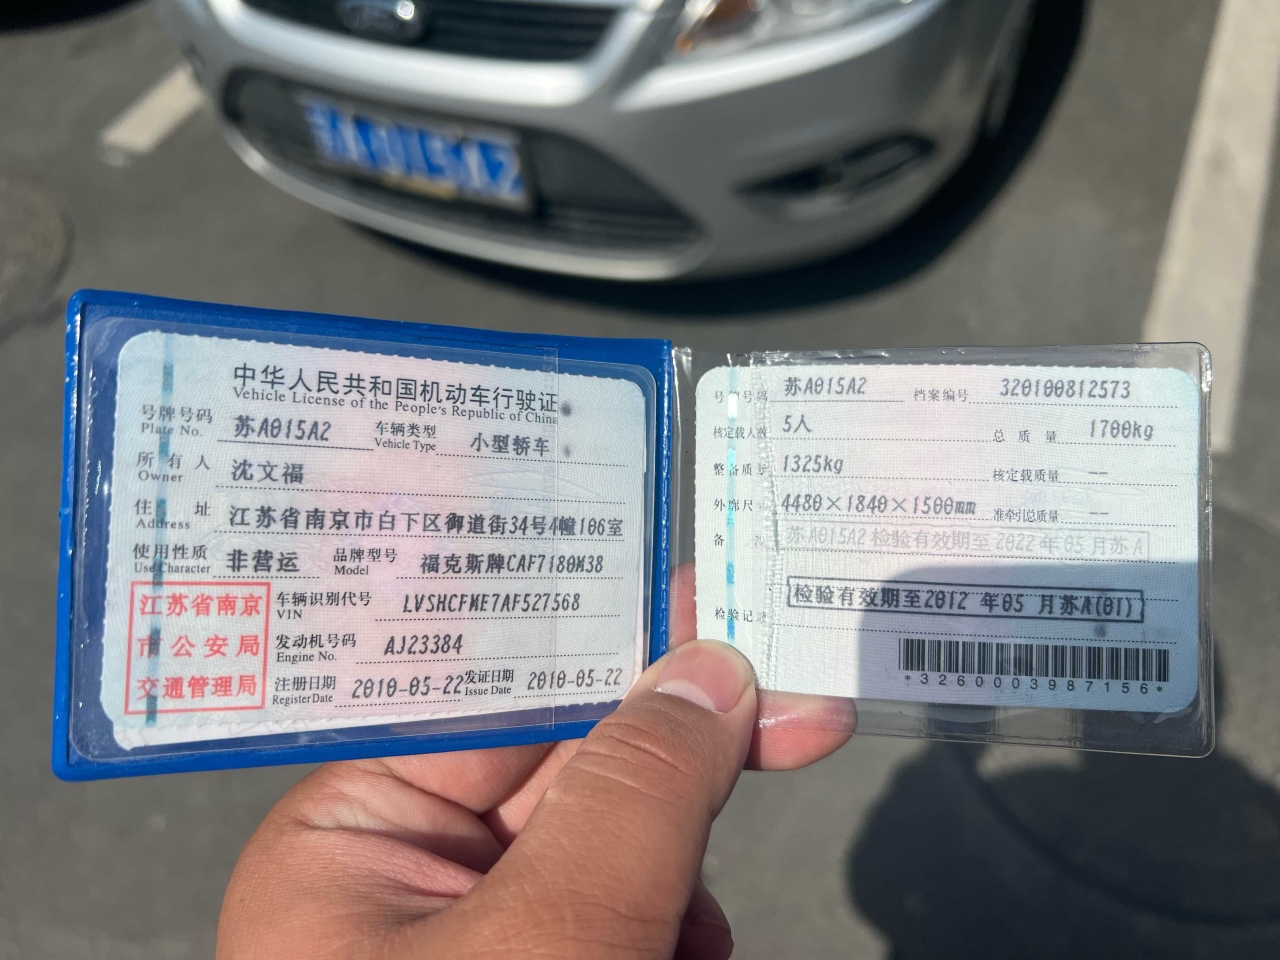 苏A015A2
中华人民共和国机动车行驶证
Vehicle License of the People's Republic of China
号牌号码 苏A015A2 车辆类型 小型轿车
Plate No. Vehicle Type
所有人 沈文福
Owner
住址 江苏省南京市白下区御道街34号4幢106室
Address
使用性质 非营运 品牌型号 福克斯牌CAF7180M38
Use Character Model
江苏省南京
市公安局
交通管理局
车辆识别代号 LVSHCFME7AF527568
VIN
发动机号码 AJ23384
Engine No.
注册日期 2010-05-22 发证日期 2010-05-22
Register Date Issue Date
号牌号码 苏A015A2 档案编号 320100812573
核定载人数 5人 总质量 1700kg
整备质量 1325kg 核定载质量 --
外廓尺寸 4480×1840×1500mm 准牵引总质量 --
备注 苏A015A2检验有效期至2022年05月苏A
检验有效期至2012 年05 月苏A(01)
检验记录
*3260003987156*